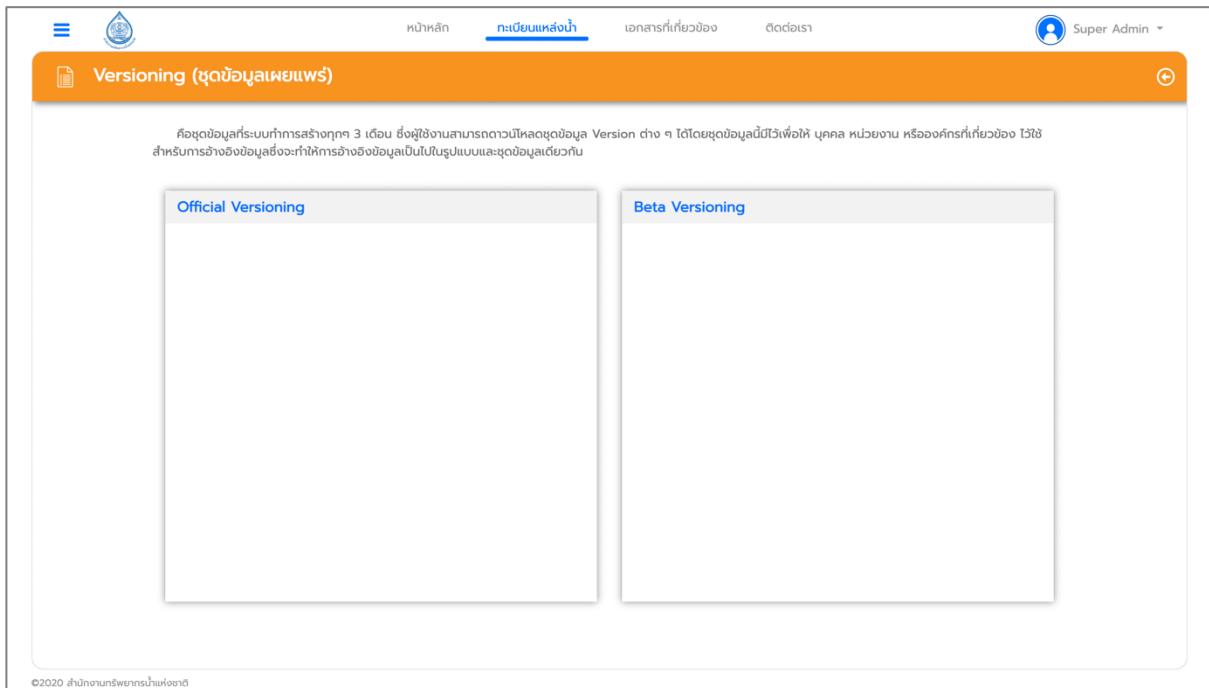 หน้าหลัก ทะเบียนแหล่งน้ำ เอกสารที่เกี่ยวข้อง ติดต่อเรา Super Admin
Versioning (ชุดข้อมูลเผยแพร่)
คือชุดข้อมูลที่ระบบทำการสร้างทุกๆ 3 เดือน ซึ่งผู้ใช้งานสามารถดาวน์โหลดชุดข้อมูล Version ต่าง ๆ ได้โดยชุดข้อมูลนี้มีไว้เพื่อให้ บุคคล หน่วยงาน หรือองค์กรที่เกี่ยวข้อง ไว้ใช้
สำหรับการอ้างอิงข้อมูลซึ่งจะทำให้การอ้างอิงข้อมูลเป็นไปในรูปแบบและชุดข้อมูลเดียวกัน
Official Versioning
Beta Versioning
©2020 สำนักงานทรัพยากรน้ำแห่งชาติ